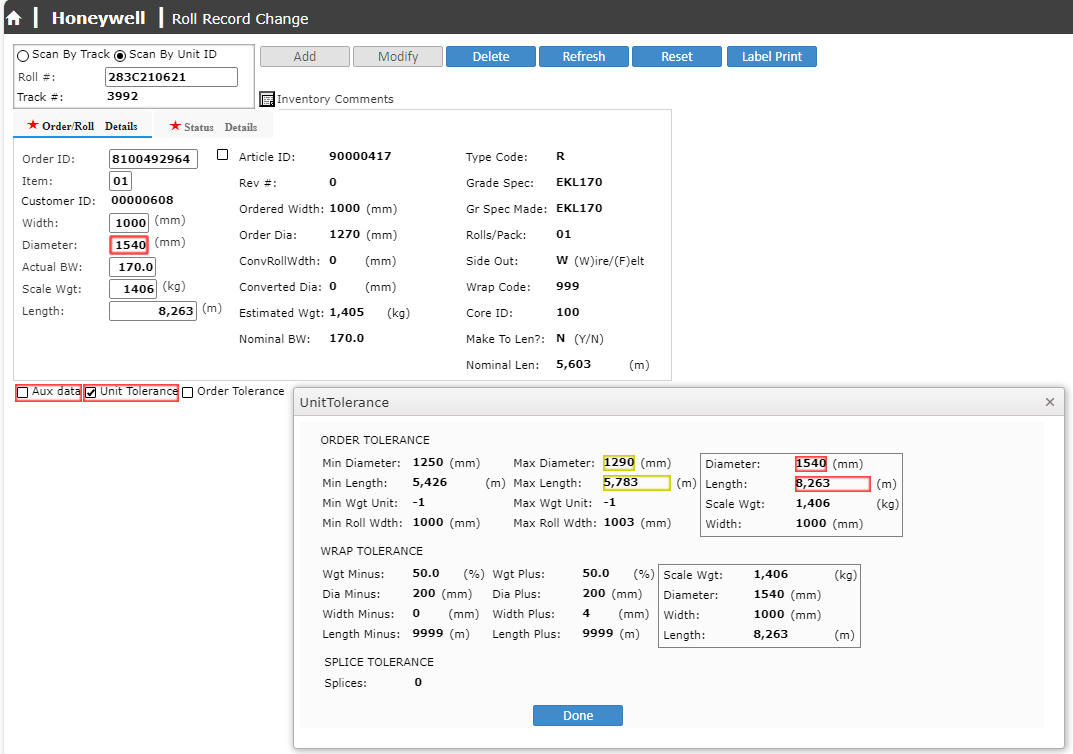 Honeywell | Roll Record Change
Scan By Track Scan By Unit ID
Roll #: 283C210621
Track #: 3992
Add Modify Delete Refresh Reset Label Print
Inventory Comments
★ Order/Roll Details ★ Status Details
Order ID: 8100492964
Item: 01
Customer ID: 00000608
Width: 1000 (mm)
Diameter: 1540 (mm)
Actual BW: 170.0
Scale Wgt: 1406 (kg)
Length: 8,263 (m)
Article ID: 90000417
Rev #: 0
Ordered Width: 1000 (mm)
Order Dia: 1270 (mm)
ConvRollWdth: 0 (mm)
Converted Dia: 0 (mm)
Estimated Wgt: 1,405 (kg)
Nominal BW: 170.0
Type Code: R
Grade Spec: EKL170
Gr Spec Made: EKL170
Rolls/Pack: 01
Side Out: W (W)ire/(F)elt
Wrap Code: 999
Core ID: 100
Make To Len?: N (Y/N)
Nominal Len: 5,603 (m)
Aux data Unit Tolerance Order Tolerance
UnitTolerance ×
ORDER TOLERANCE
Min Diameter: 1250 (mm) Max Diameter: 1290 (mm)
Min Length: 5,426 (m) Max Length: 5,783 (m)
Min Wgt Unit: -1 Max Wgt Unit: -1
Min Roll Wdth: 1000 (mm) Max Roll Wdth: 1003 (mm)
Diameter: 1540 (mm)
Length: 8,263 (m)
Scale Wgt: 1,406 (kg)
Width: 1000 (mm)
WRAP TOLERANCE
Wgt Minus: 50.0 (%) Wgt Plus: 50.0 (%)
Dia Minus: 200 (mm) Dia Plus: 200 (mm)
Width Minus: 0 (mm) Width Plus: 4 (mm)
Length Minus: 9999 (m) Length Plus: 9999 (m)
Scale Wgt: 1,406 (kg)
Diameter: 1540 (mm)
Width: 1000 (mm)
Length: 8,263 (m)
SPLICE TOLERANCE
Splices: 0
Done